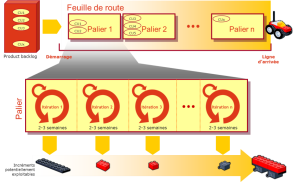 Feuille de route
Palier 1
Palier 2
Palier n
Product backlog
Démarrage
Ligne
d'arrivée
Palier
Itération 1
Itération 2
Itération 3
Itération n
2-3 semaines
2-3 semaines
2-3 semaines
2-3 semaines
Incréments
potentiellement
exploitables